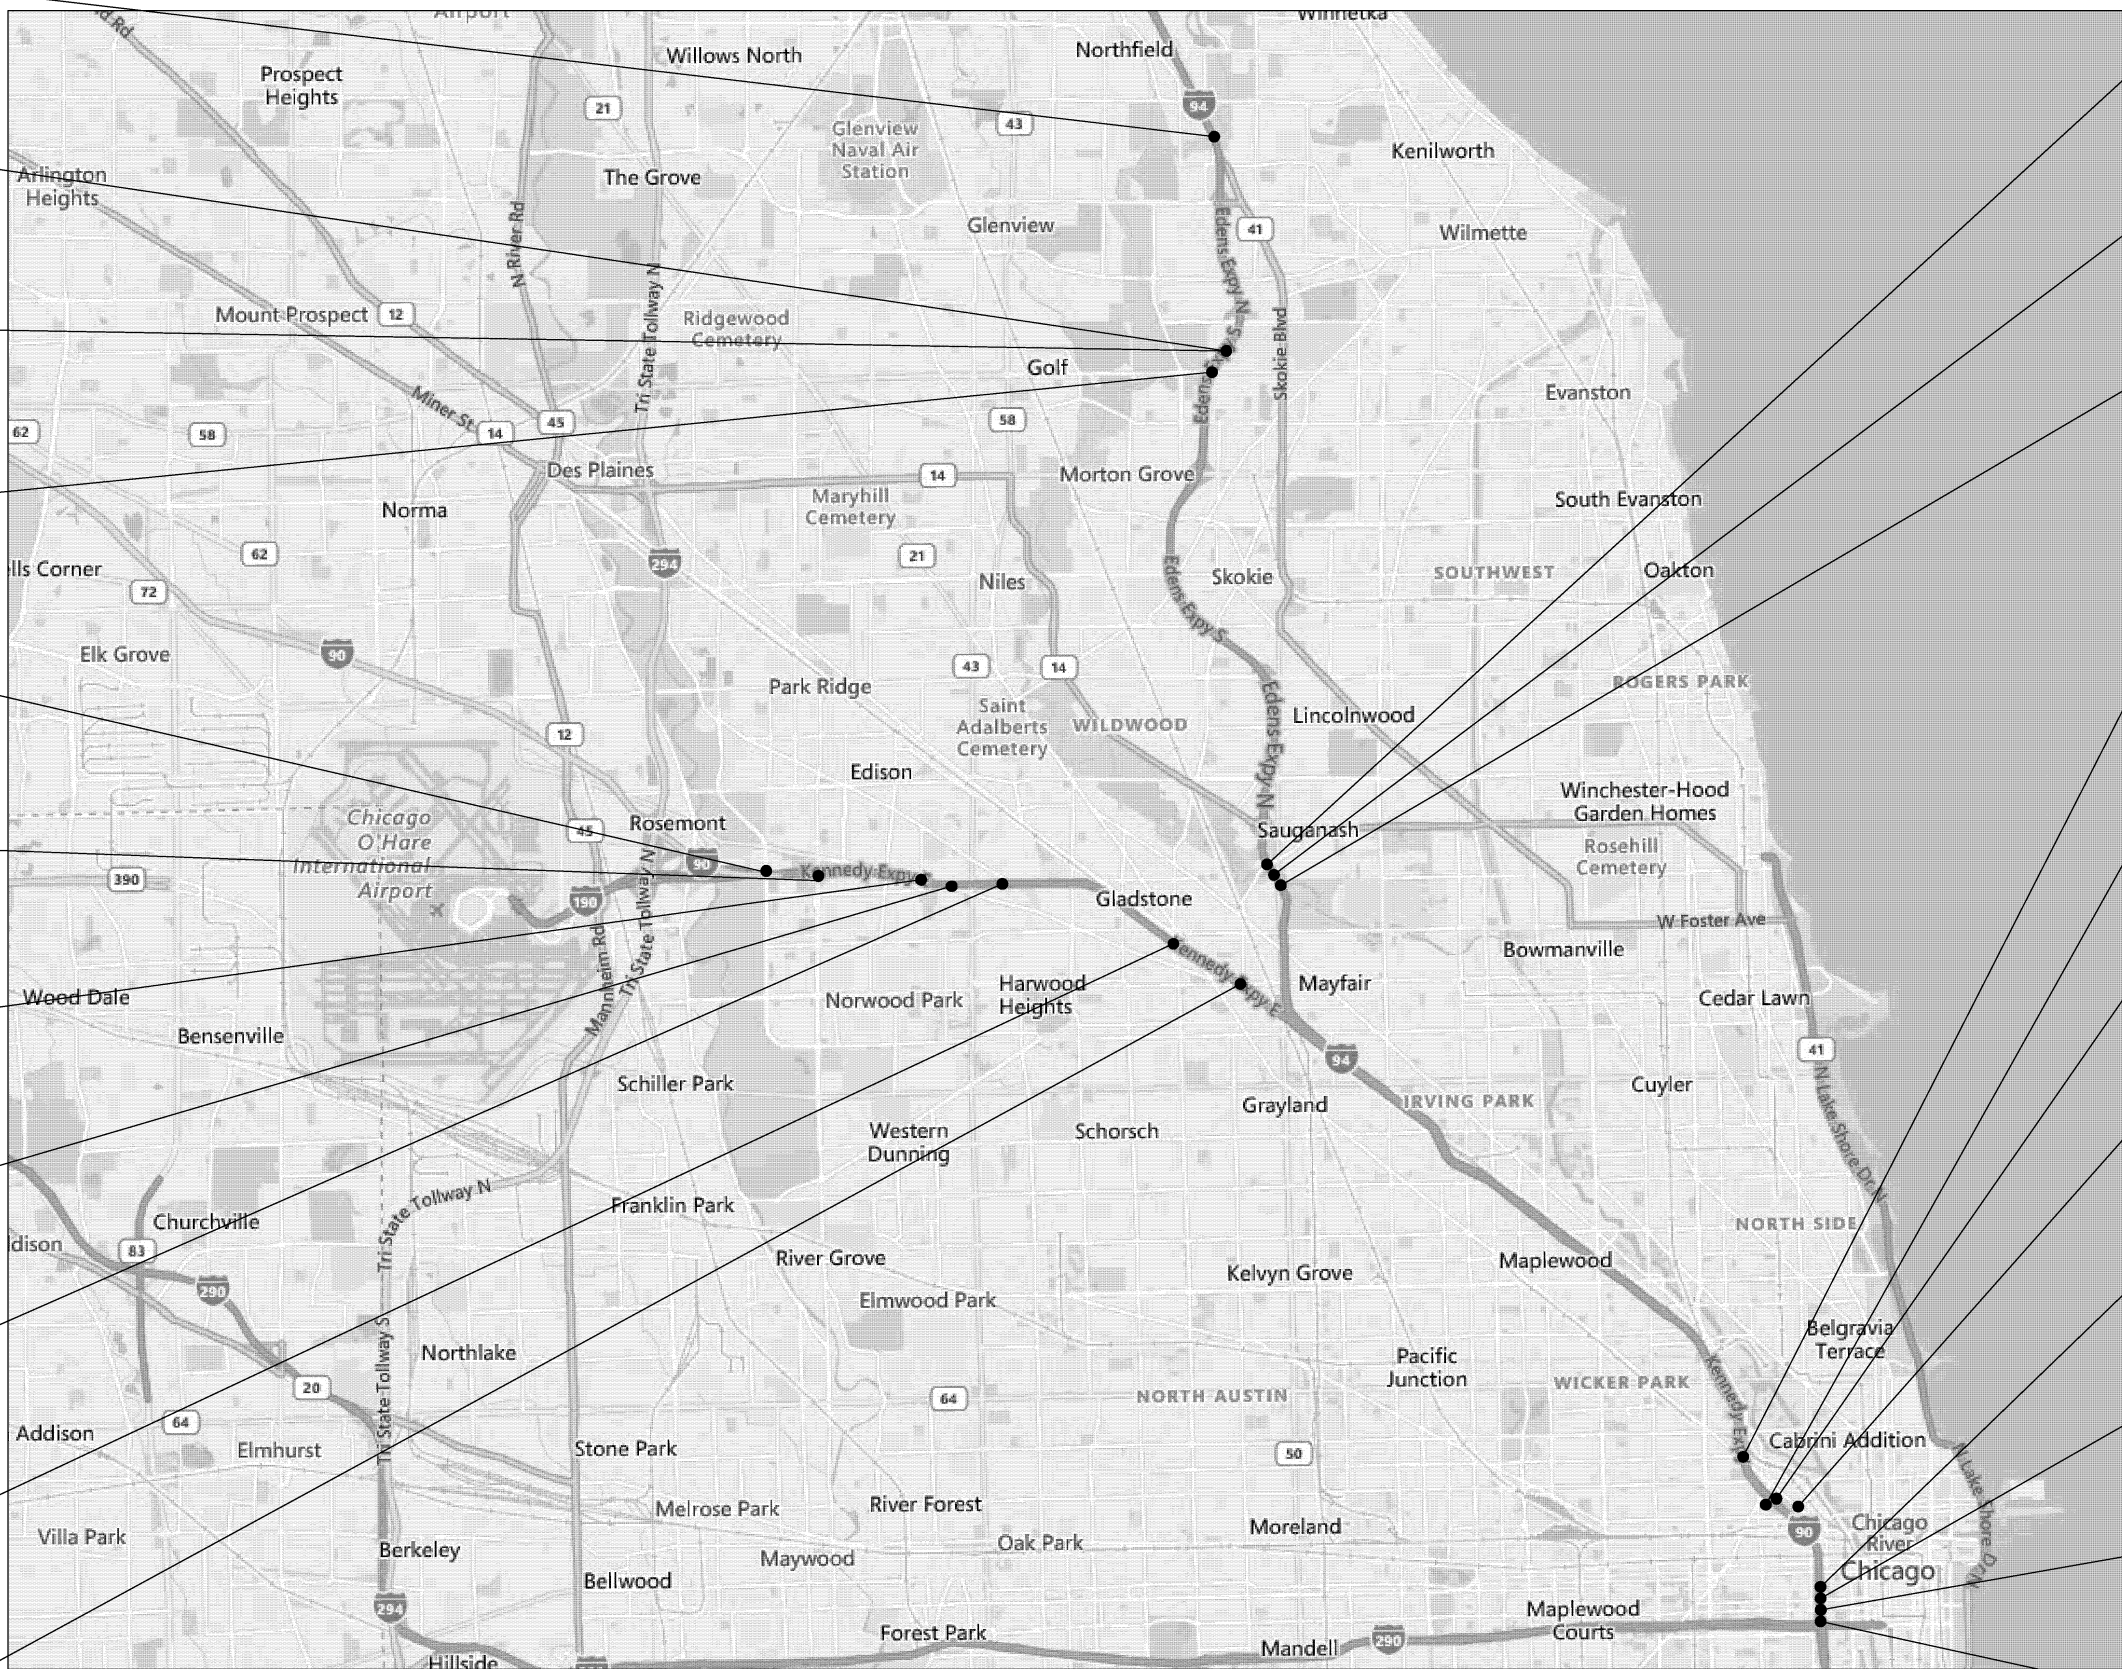 Airport
Winnetka
Willows North
Northfield
Prospect
Heights
21
43
94
Glenview
Naval Air
Station
Kenilworth
Arlington
Heights
The Grove
N River Rd
Glenview
41
Wilmette
Edens Expy N
Mount Prospect
12
Ridgewood
Cemetery
Tri State Tollway N
Skokie Blvd
Golf
Evanston
Miner St
62
58
14
45
58
Des Plaines
14
Morton Grove
Maryhill
Cemetery
South Evanston
Norma
62
21
294
lls Corner
72
Niles
Skokie
SOUTHWEST
Oakton
Edens Expy S
Elk Grove
90
43
14
Park Ridge
ROGERS PARK
Saint
Adalberts
Cemetery
WILDWOOD
Lincolnwood
Edens Expy N
12
Edison
Winchester-Hood
Garden Homes
Chicago
O'Hare
International
Airport
45
Rosemont
Sauganash
Rosehill
Cemetery
390
90
Kennedy Expy E
190
Gladstone
W Foster Ave
Bowmanville
Mannheim Rd
Tri State Tollway N
Kennedy Expy E
Wood Dale
Norwood Park
Harwood
Heights
Mayfair
Cedar Lawn
Bensenville
94
41
Schiller Park
Cuyler
N Lake Shore Dr N
Grayland
IRVING PARK
Western
Dunning
Schorsch
Tri State Tollway N
Franklin Park
Churchville
NORTH SIDE
83
ddison
River Grove
Maplewood
Kelvyn Grove
290
Elmwood Park
Tri State Tollway S
Belgravia
Terrace
Northlake
Pacific
Junction
20
WICKER PARK
Kennedy Exp
64
NORTH AUSTIN
64
Addison
Elmhurst
Stone Park
50
Cabrini Addition
N Lake Shore Dr N
Melrose Park
River Forest
Villa Park
Moreland
90
Chicago
River
Berkeley
Maywood
Oak Park
Chicago
Bellwood
294
Maplewood
Courts
Forest Park
Mandell
290
Hillside